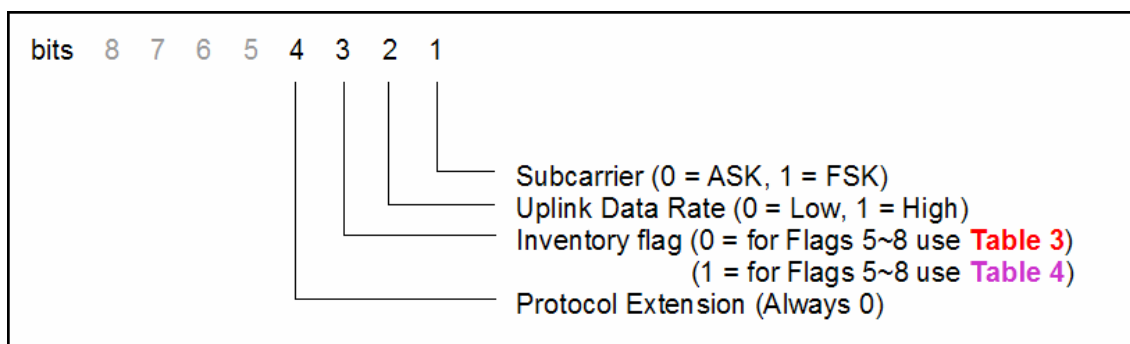 bits 8 7 6 5 4 3 2 1
Subcarrier (0 = ASK, 1 = FSK)
Uplink Data Rate (0 = Low, 1 = High)
Inventory flag (0 = for Flags 5~8 use Table 3)
(1 = for Flags 5~8 use Table 4)
Protocol Extension (Always 0)